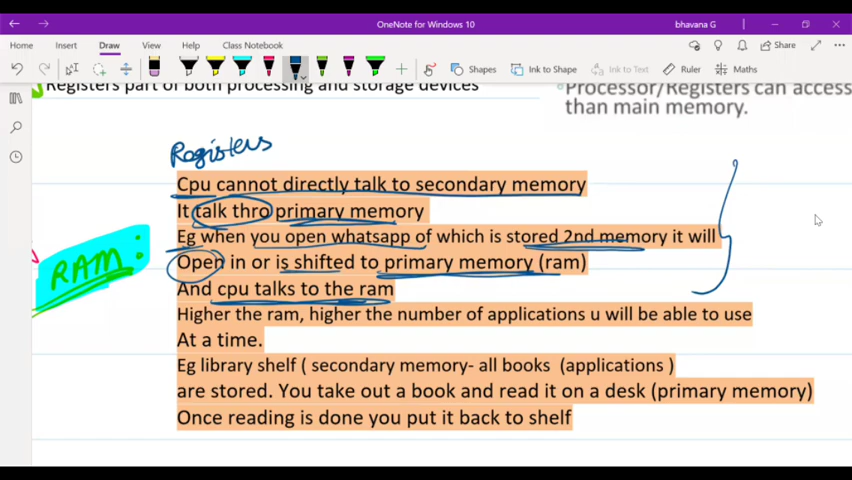 OneNote for Windows 10
bhavana G
Home Insert Draw View Help Class Notebook
Share
Shapes
Ink to Shape
Ink to Text
Ruler
Maths
Registers part of both processing and storage devices
Processor/Registers can access
than main memory.
Registers
Cpu cannot directly talk to secondary memory
It talk thro primary memory
Eg when you open whatsapp of which is stored 2nd memory it will
Open in or is shifted to primary memory (ram)
And cpu talks to the ram
RAM:
Higher the ram, higher the number of applications u will be able to use
At a time.
Eg library shelf ( secondary memory- all books (applications )
are stored. You take out a book and read it on a desk (primary memory)
Once reading is done you put it back to shelf